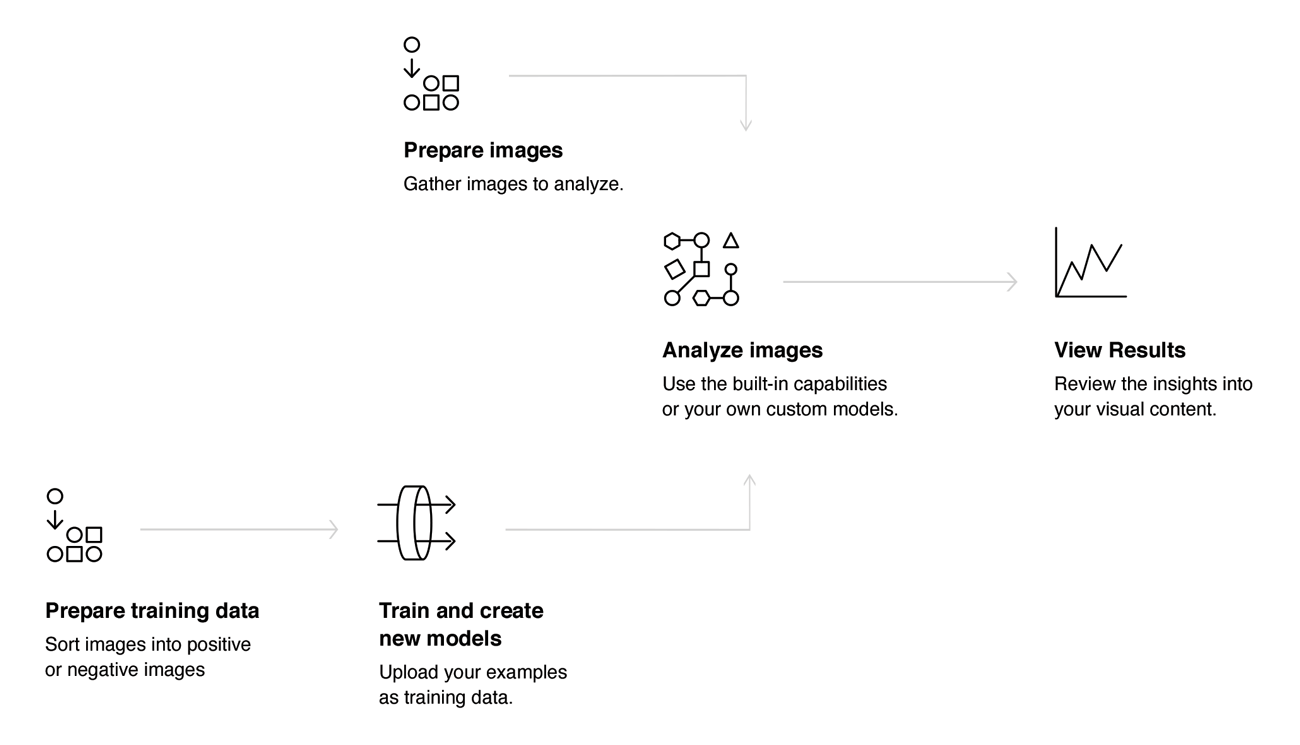 Prepare images
Gather images to analyze.
Analyze images
Use the built-in capabilities
or your own custom models.
View Results
Review the insights into
your visual content.
Prepare training data
Sort images into positive
or negative images
Train and create
new models
Upload your examples
as training data.